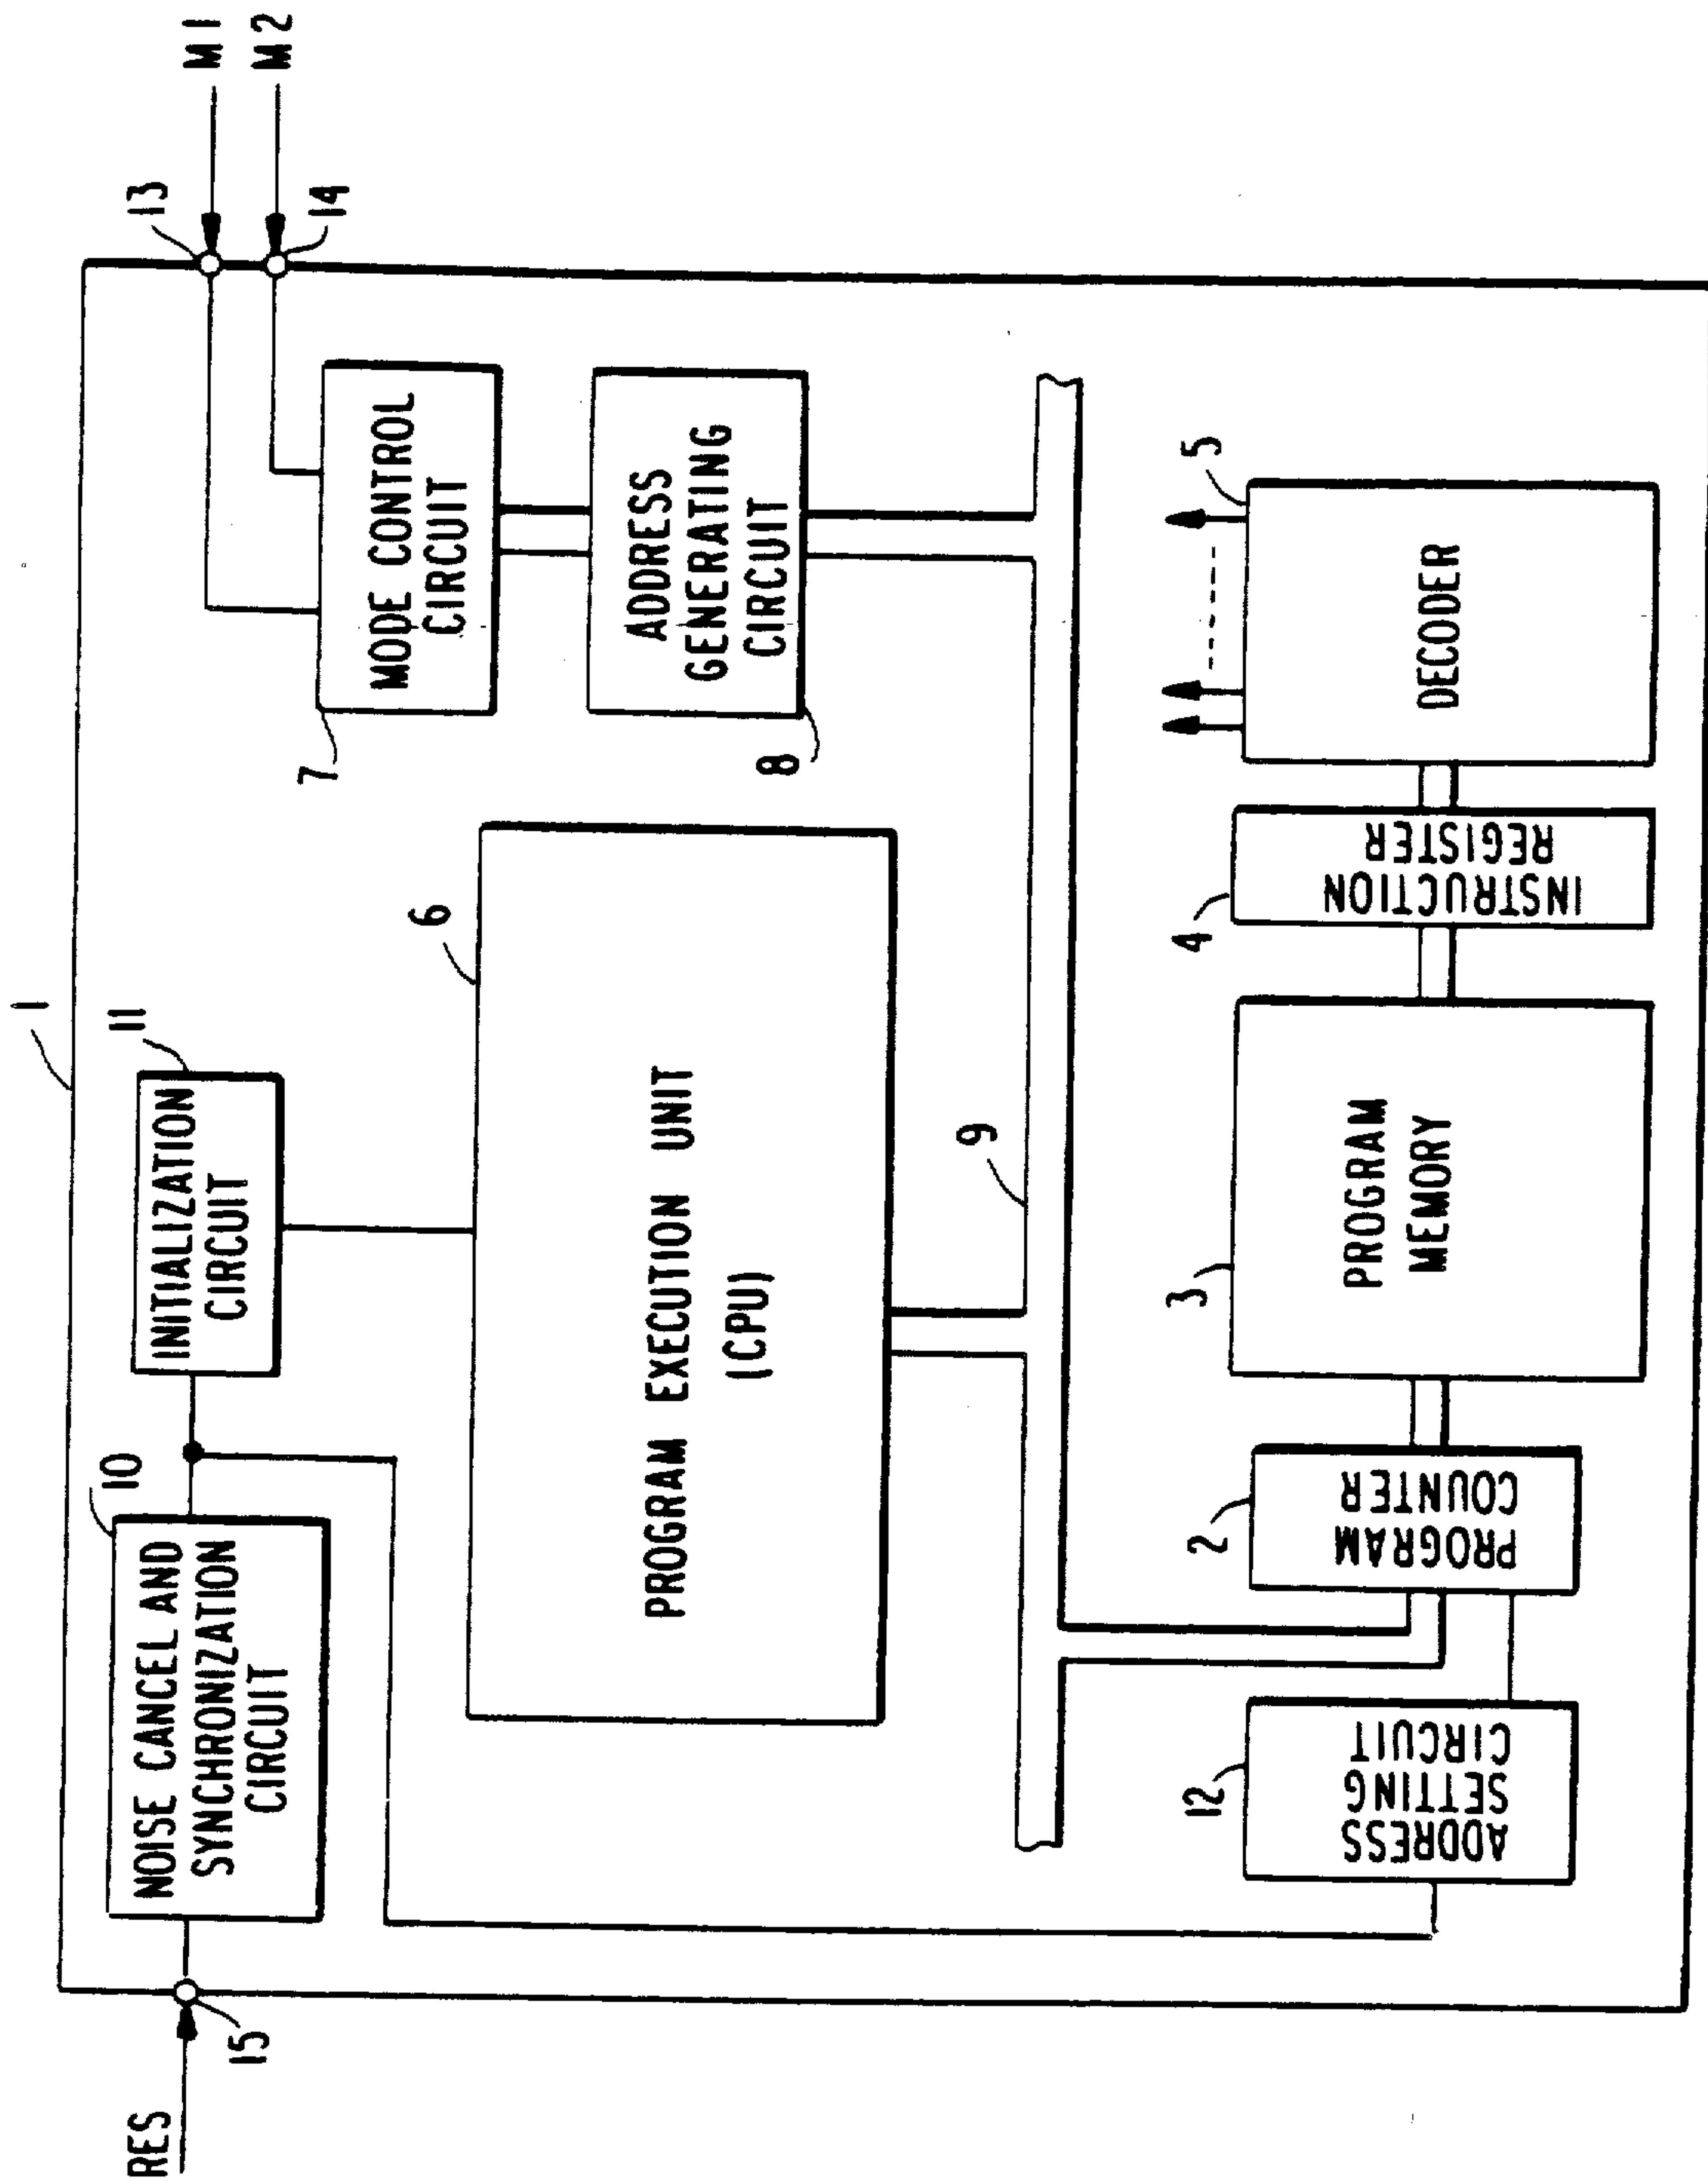 1
RES
15
NOISE CANCEL AND
SYNCHRONIZATION
CIRCUIT
10
INITIALIZATION
CIRCUIT
11
M1
M2
13
14
MODE CONTROL
CIRCUIT
7
ADDRESS
GENERATING
CIRCUIT
8
PROGRAM EXECUTION UNIT
(CPU)
6
9
ADDRESS
SETTING
CIRCUIT
12
PROGRAM
COUNTER
2
PROGRAM
MEMORY
3
INSTRUCTION
REGISTER
4
DECODER
5